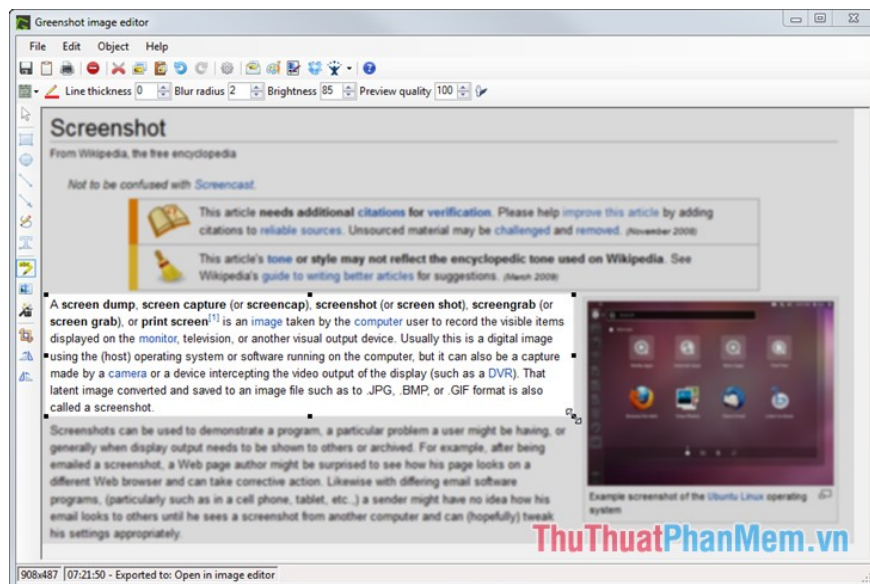 Greenshot image editor
File Edit Object Help
Line thickness 0 Blur radius 2 Brightness 85 Preview quality 100
Screenshot
From Wikipedia, the free encyclopedia
Not to be confused with Screencast.
This article needs additional citations for verification. Please help improve this article by adding
citations to reliable sources. Unsourced material may be challenged and removed. (November 2008)
This article's tone or style may not reflect the encyclopedic tone used on Wikipedia. See
Wikipedia's guide to writing better articles for suggestions. (March 2009)
A screen dump, screen capture (or screencap), screenshot (or screen shot), screengrab (or
screen grab), or print screen[1] is an image taken by the computer user to record the visible items
displayed on the monitor, television, or another visual output device. Usually this is a digital image
using the (host) operating system or software running on the computer, but it can also be a capture
made by a camera or a device intercepting the video output of the display (such as a DVR). That
latent image converted and saved to an image file such as to .JPG, .BMP, or .GIF format is also
called a screenshot.
Screenshots can be used to demonstrate a program, a particular problem a user might be having, or
generally when display output needs to be shown to others or archived. For example, after being
emailed a screenshot, a Web page author might be surprised to see how his page looks on a
different Web browser and can take corrective action. Likewise with differing email software
programs, (particularly such as in a cell phone, tablet, etc..) a sender might have no idea how his
email looks to others until he sees a screenshot from another computer and can (hopefully) tweak
his settings appropriately.
Example screenshot of the Ubuntu Linux operating
system
ThuThuatPhanMem.vn
908x487 07:21:50 - Exported to: Open in image editor